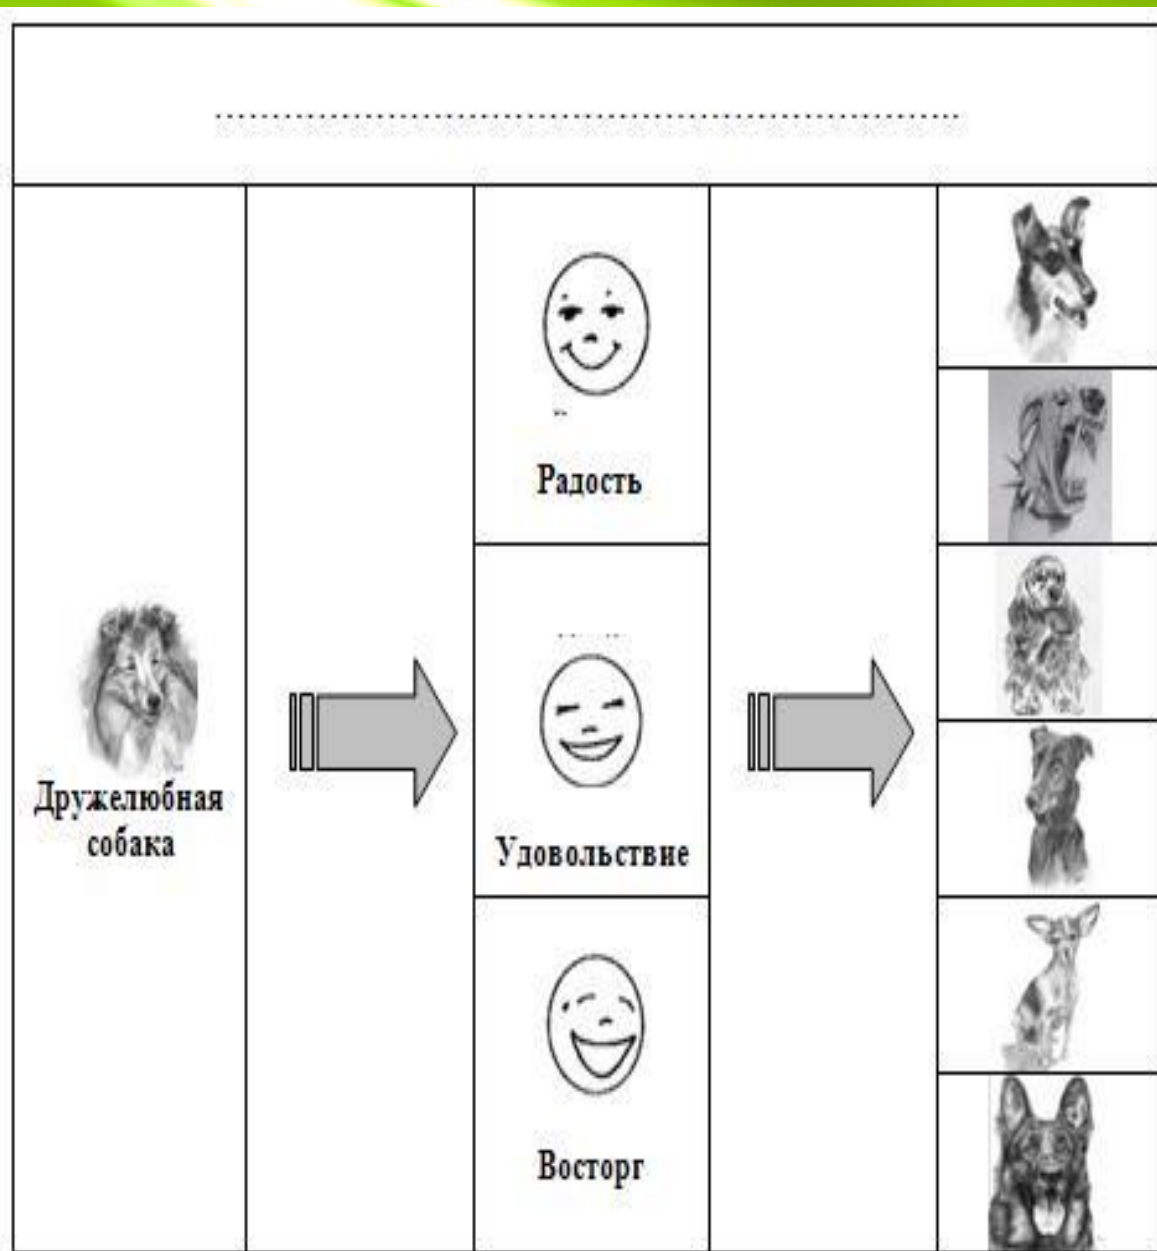 Радость
Дружелюбная
собака
Удовольствие
Восторг